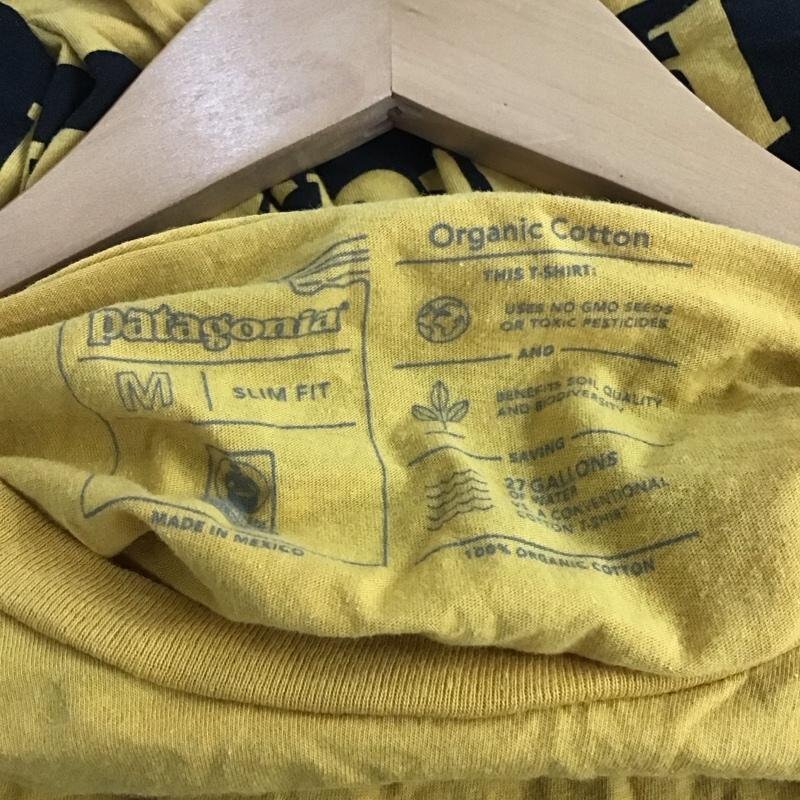 patagonia®
M | SLIM FIT
MADE IN MEXICO
Organic Cotton
THIS T-SHIRT:
USES NO GMO SEEDS
OR TOXIC PESTICIDES
AND
BENEFITS SOIL QUALITY
AND BIODIVERSITY
SAVING
27 GALLONS
OF WATER
VS. A CONVENTIONAL
COTTON T-SHIRT
100% ORGANIC COTTON